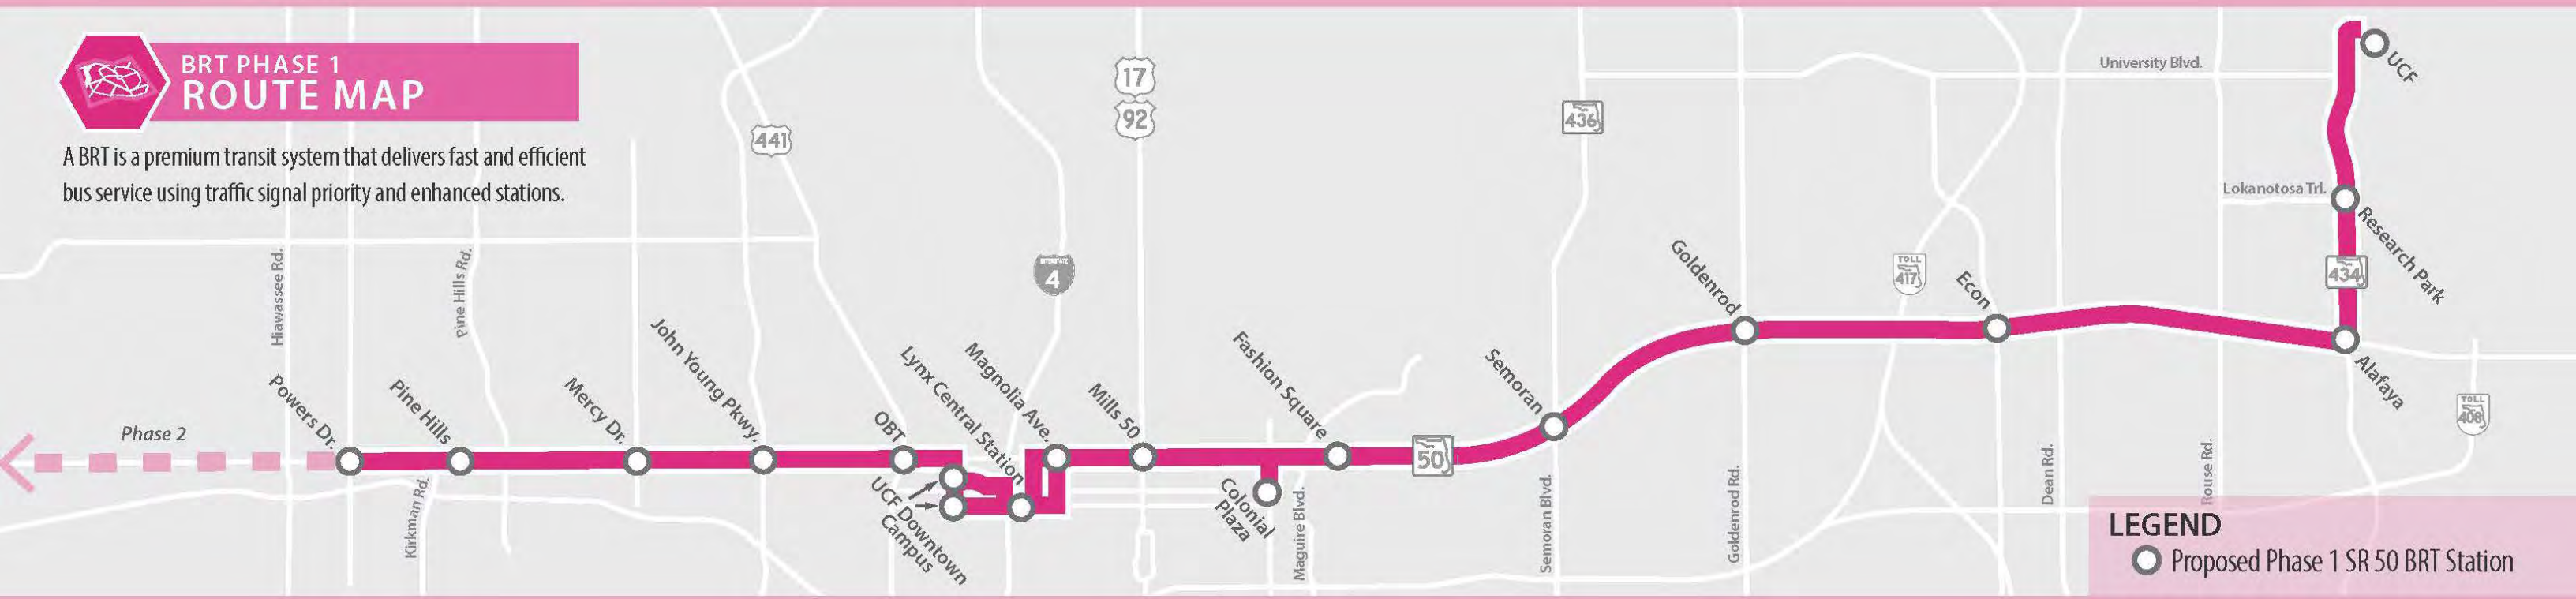 BRT PHASE 1
ROUTE MAP
A BRT is a premium transit system that delivers fast and efficient
bus service using traffic signal priority and enhanced stations.
441
INTERSTATE
4
17
92
436
University Blvd.
UCF
Lokanotosa Trl.
Research Park
434
TOLL
417
Econ
Goldenrod
Hiawassee Rd.
Pine Hills Rd.
Phase 2
Powers Dr.
Pine Hills
Mercy Dr.
John Young Pkwy.
OBT
Lynx Central Station
Magnolia Ave.
Mills 50
Fashion Square
50
Semoran
Alafaya
TOLL
408
Kirkman Rd.
UCF Downtown
Campus
Colonial
Plaza
Maguire Blvd.
Semoran Blvd.
Goldenrod Rd.
Dean Rd.
Rouse Rd.
LEGEND
Proposed Phase 1 SR 50 BRT Station